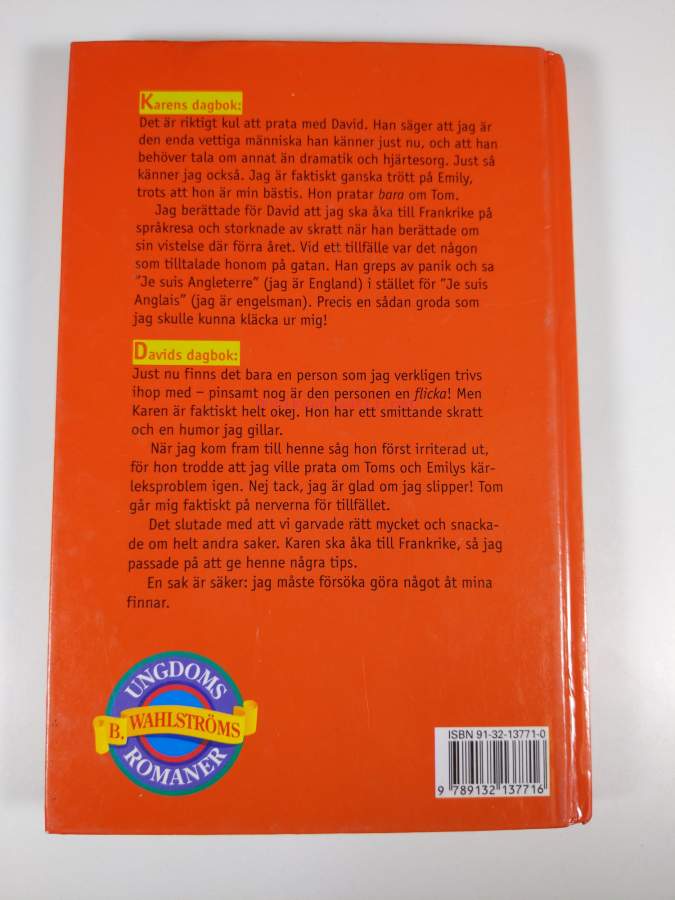 Karens dagbok:
Det är riktigt kul att prata med David. Han säger att jag är
den enda vettiga människa han känner just nu, och att han
behöver tala om annat än dramatik och hjärtesorg. Just så
känner jag också. Jag är faktiskt ganska trött på Emily,
trots att hon är min bästis. Hon pratar bara om Tom.
Jag berättade för David att jag ska åka till Frankrike på
språkresa och storknade av skratt när han berättade om
sin vistelse där förra året. Vid ett tillfälle var det någon
som tilltalade honom på gatan. Han greps av panik och sa
"Je suis Angleterre" (jag är England) i stället för "Je suis
Anglais" (jag är engelsman). Precis en sådan groda som
jag skulle kunna kläcka ur mig!
Davids dagbok:
Just nu finns det bara en person som jag verkligen trivs
ihop med – pinsamt nog är den personen en flicka! Men
Karen är faktiskt helt okej. Hon har ett smittande skratt
och en humor jag gillar.
När jag kom fram till henne såg hon först irriterad ut,
för hon trodde att jag ville prata om Toms och Emilys kär-
leksproblem igen. Nej tack, jag är glad om jag slipper! Tom
går mig faktiskt på nerverna för tillfället.
Det slutade med att vi garvade rätt mycket och snacka-
de om helt andra saker. Karen ska åka till Frankrike, så jag
passade på att ge henne några tips.
En sak är säker: jag måste försöka göra något åt mina
finnar.
UNGDOMS
B. WAHLSTRÖMS
ROMANER
ISBN 91-32-13771-0
9 789132 137716